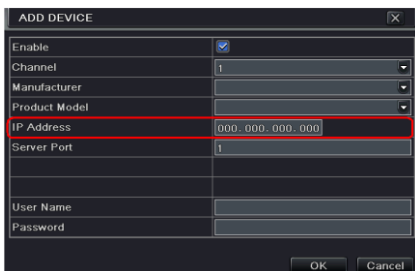 ADD DEVICE
Enable
Channel 1
Manufacturer
Product Model
IP Address 000. 000. 000. 000
Server Port 1
User Name
Password
OK Cancel